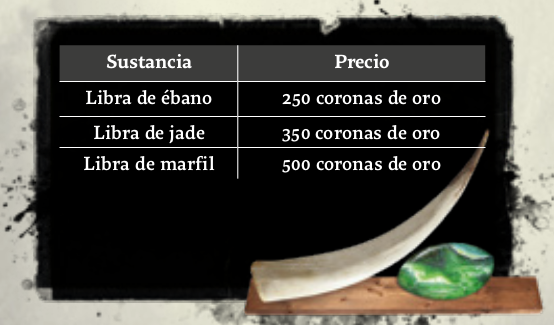 Sustancia Precio
Libra de ébano 250 coronas de oro
Libra de jade 350 coronas de oro
Libra de marfil 500 coronas de oro